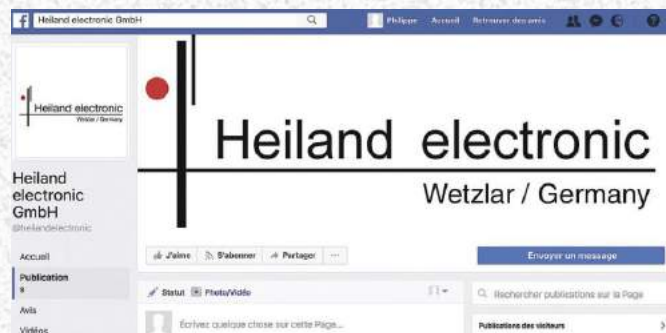 Heiland electronic GmbH
Philippe Accueil Retrouver des amis
Heiland electronic
Wetzlar / Germany
Heiland electronic
Wetzlar / Germany
Heiland
electronic
GmbH
@heilandelectronic
J'aime S'abonner Partager ...
Envoyer un message
Accueil
Publication
s
Avis
Vidéos
Statut Photo/Vidéo
Écrivez quelque chose sur cette Page...
Rechercher publications sur la Page
Publications des visiteurs